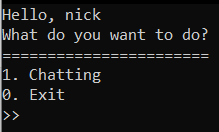 Hello, nick
What do you want to do?
=======================
1. Chatting
0. Exit
>>